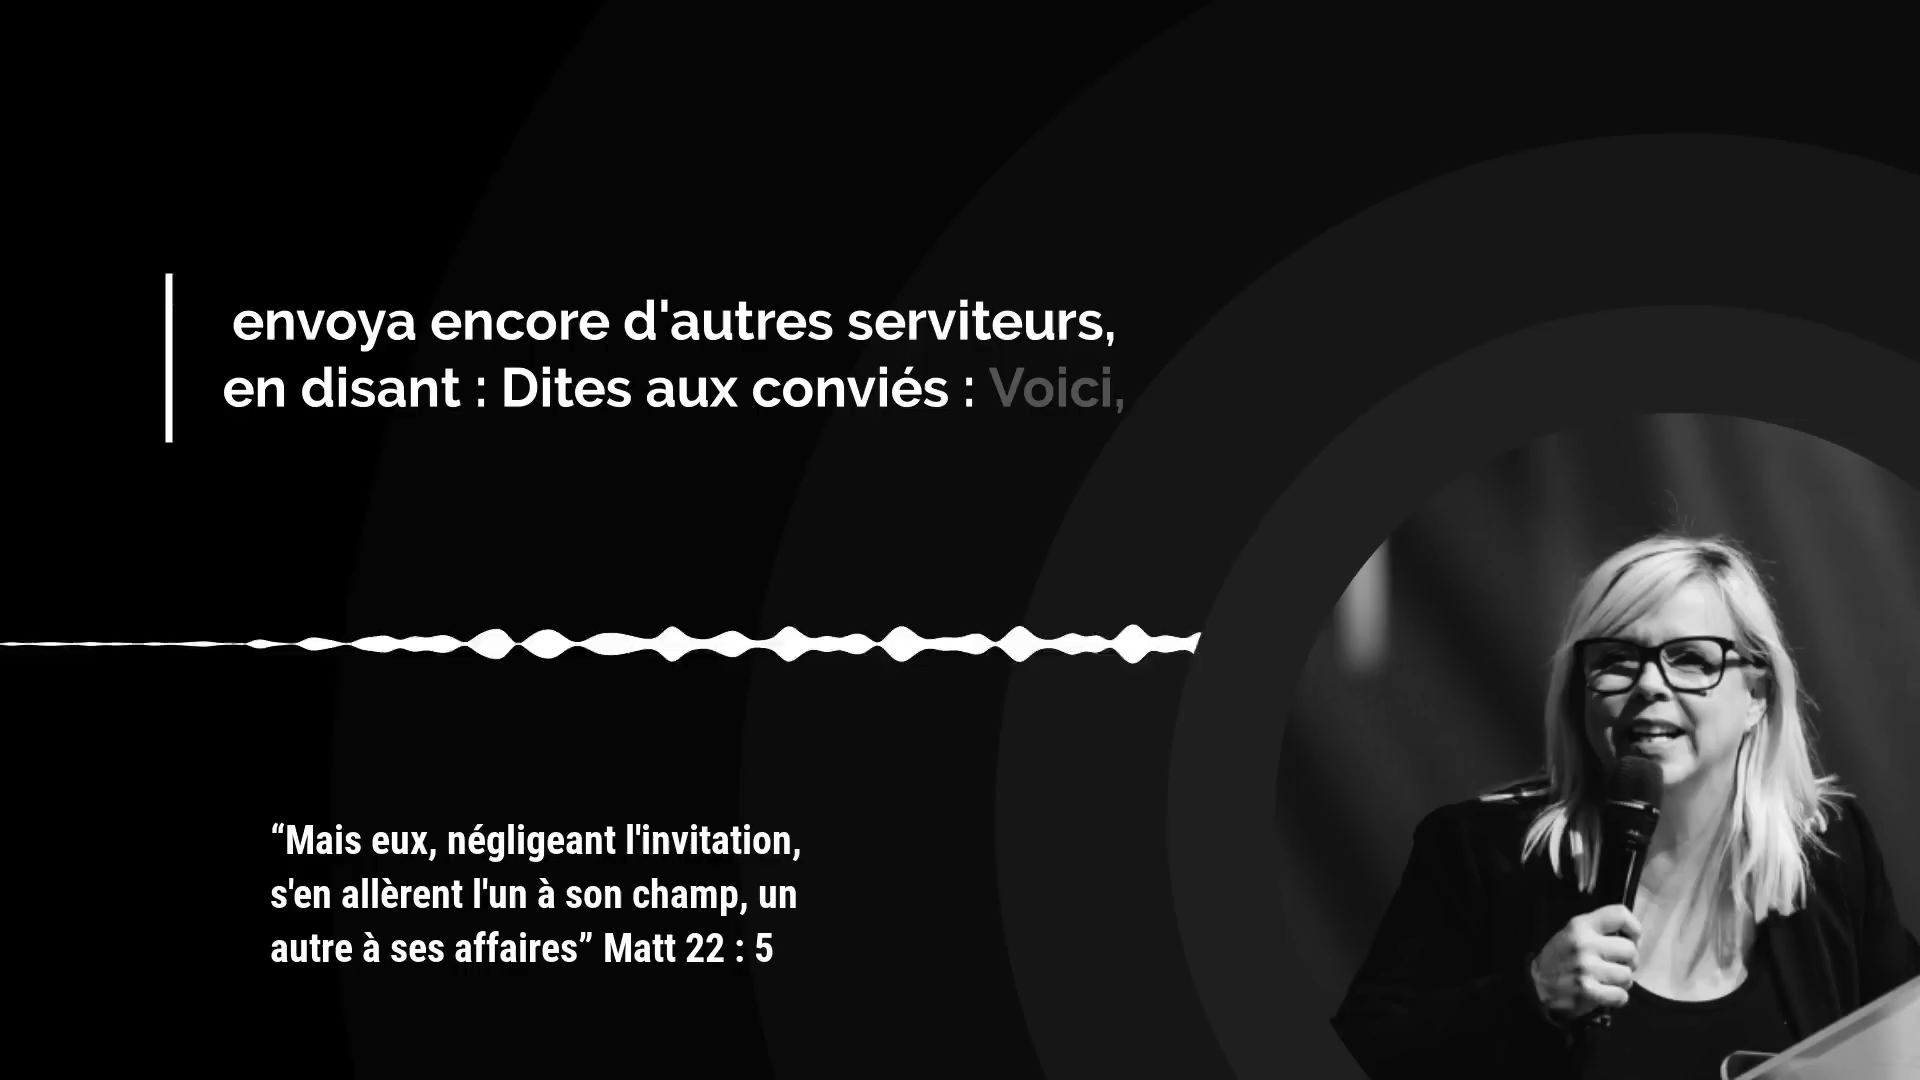 envoya encore d'autres serviteurs,
en disant : Dites aux conviés : Voici,
“Mais eux, négligeant l'invitation,
s'en allèrent l'un à son champ, un
autre à ses affaires” Matt 22 : 5